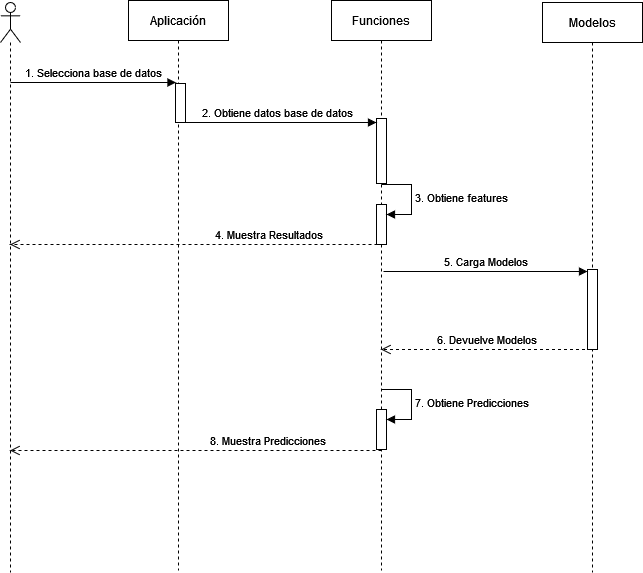 Aplicación
Funciones
Modelos
1. Selecciona base de datos
2. Obtiene datos base de datos
3. Obtiene features
4. Muestra Resultados
5. Carga Modelos
6. Devuelve Modelos
7. Obtiene Predicciones
8. Muestra Predicciones